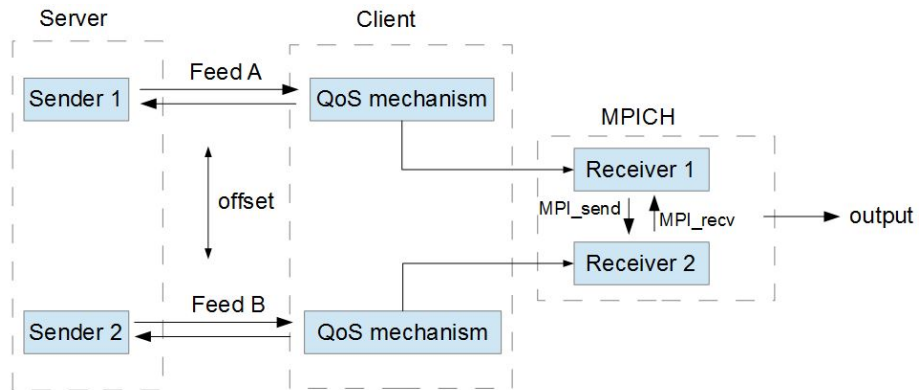 Server
Client
Feed A
Sender 1
QoS mechanism
MPICH
Receiver 1
offset
MPI_send
MPI_recv
output
Receiver 2
Feed B
Sender 2
QoS mechanism